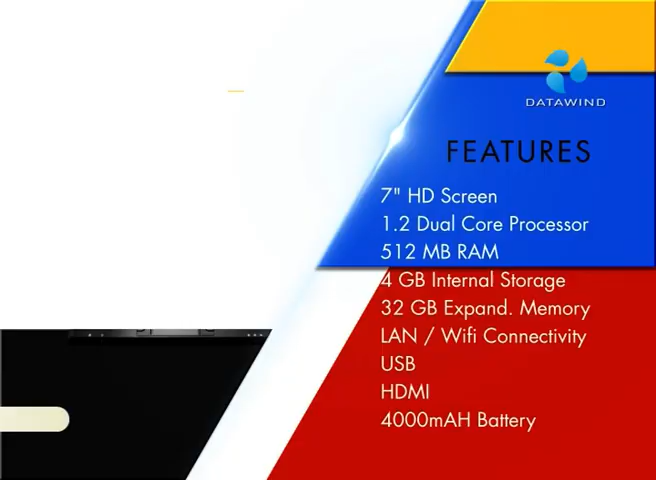 DATAWIND
FEATURES
7" HD Screen
1.2 Dual Core Processor
512 MB RAM
4 GB Internal Storage
32 GB Expand. Memory
LAN / Wifi Connectivity
USB
HDMI
4000mAH Battery